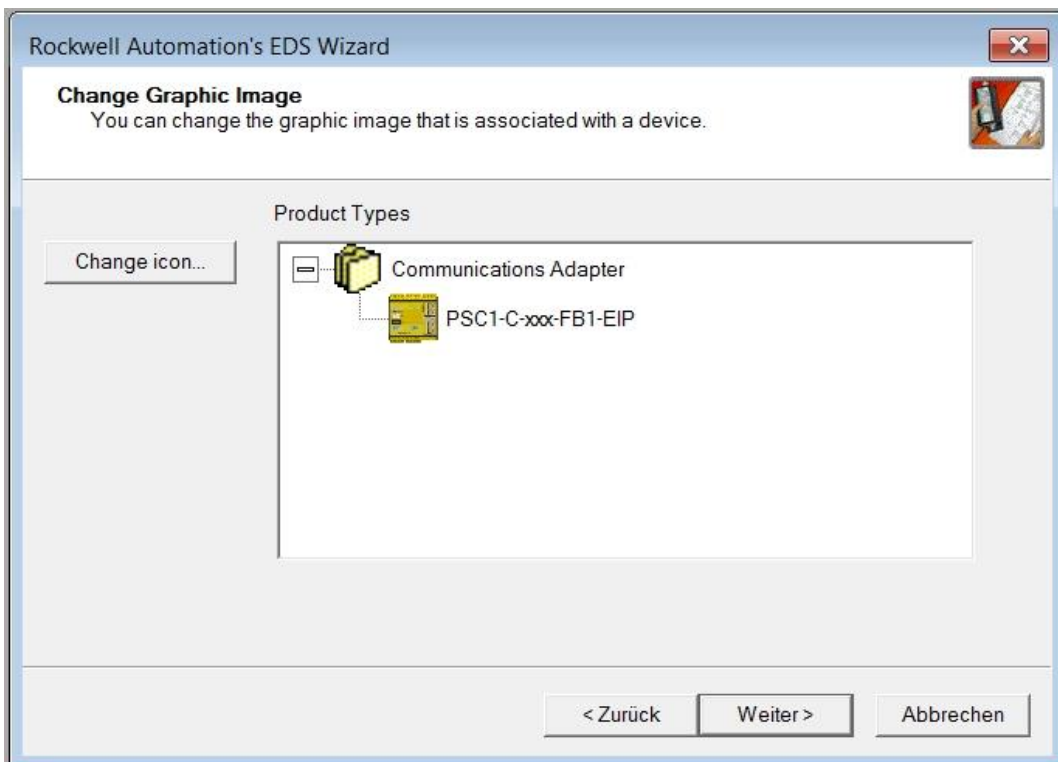 Rockwell Automation's EDS Wizard
Change Graphic Image
You can change the graphic image that is associated with a device.
Product Types
Change icon...
Communications Adapter
PSC1-C-xxx-FB1-EIP
< Zurück
Weiter >
Abbrechen